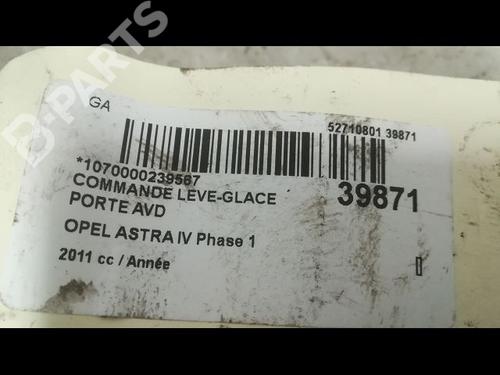 B-PARTS
GA
52710801 39871
*1070000239567
COMMANDE LEVE-GLACE
39871
PORTE AVD
OPEL ASTRA IV Phase 1
2011 cc / Année